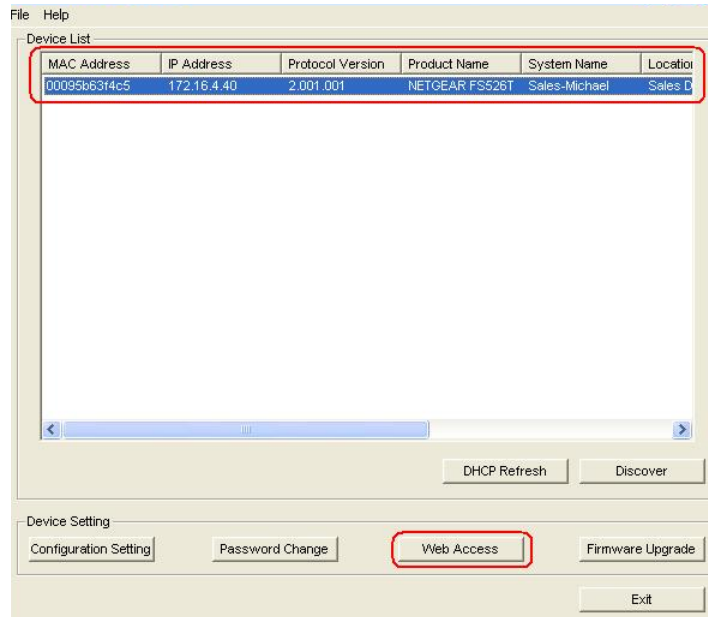 File Help
Device List
MAC Address IP Address Protocol Version Product Name System Name Location
00095b63f4c5 172.16.4.40 2.001.001 NETGEAR FS526T Sales-Michael Sales D
DHCP Refresh Discover
Device Setting
Configuration Setting Password Change Web Access Firmware Upgrade
Exit